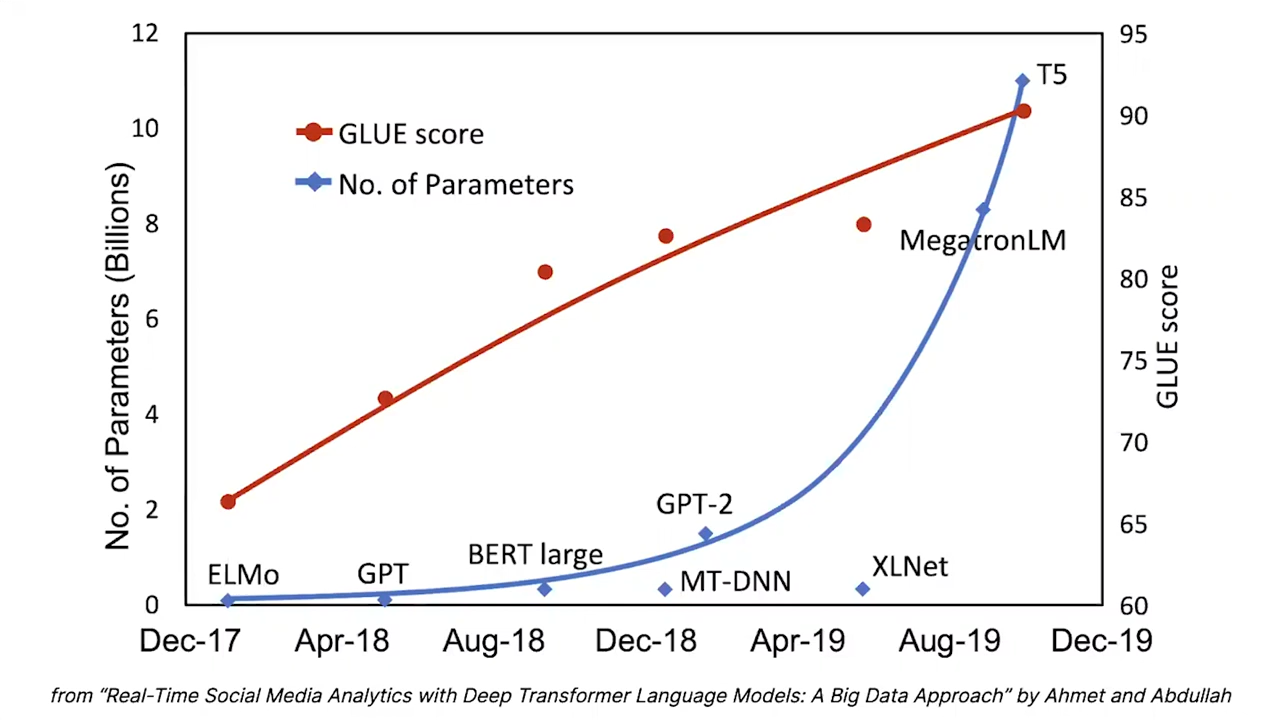 12
95
T5
10
90
GLUE score
No. of Parameters
8
85
MegatronLM
No. of Parameters (Billions)
6
80
GLUE score
75
4
70
2
65
GPT-2
BERT large
XLNet
ELMo
GPT
MT-DNN
0
60
Dec-17
Apr-18
Aug-18
Dec-18
Apr-19
Aug-19
Dec-19
from “Real-Time Social Media Analytics with Deep Transformer Language Models: A Big Data Approach” by Ahmet and Abdullah